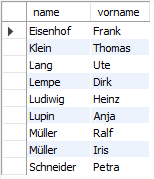 name vorname
Eisenhof Frank
Klein Thomas
Lang Ute
Lempe Dirk
Ludiwig Heinz
Lupin Anja
Müller Ralf
Müller Iris
Schneider Petra